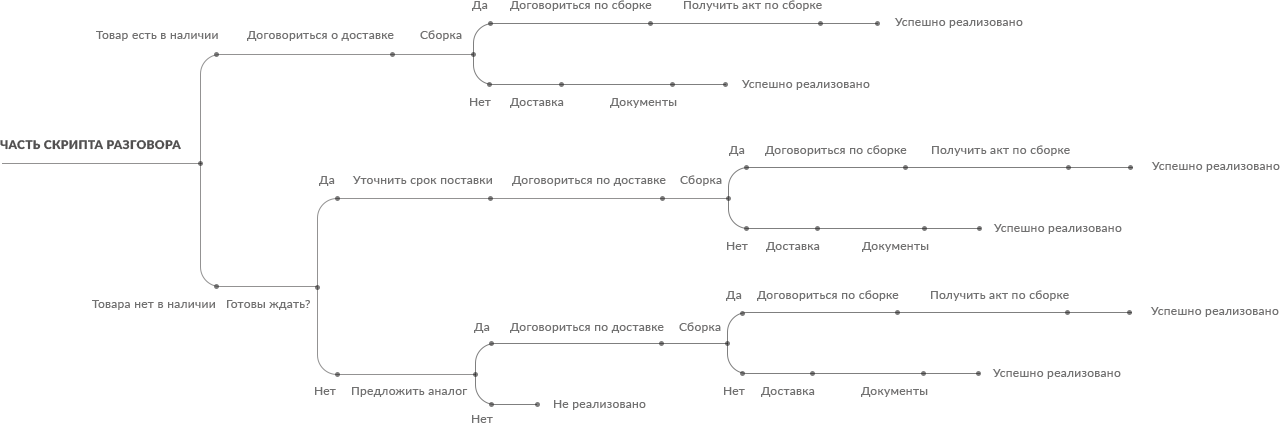 Да Договориться по сборке Получить акт по сборке
Успешно реализовано
Товар есть в наличии Договориться о доставке Сборка
Успешно реализовано
Нет Доставка Документы
ЧАСТЬ СКРИПТА РАЗГОВОРА
Да Договориться по сборке Получить акт по сборке
Успешно реализовано
Да Уточнить срок поставки Договориться по доставке Сборка
Успешно реализовано
Нет Доставка Документы
Товара нет в наличии Готовы ждать?
Да Договориться по сборке Получить акт по сборке
Успешно реализовано
Да Договориться по доставке Сборка
Успешно реализовано
Нет Предложить аналог
Нет Доставка Документы
Не реализовано
Нет